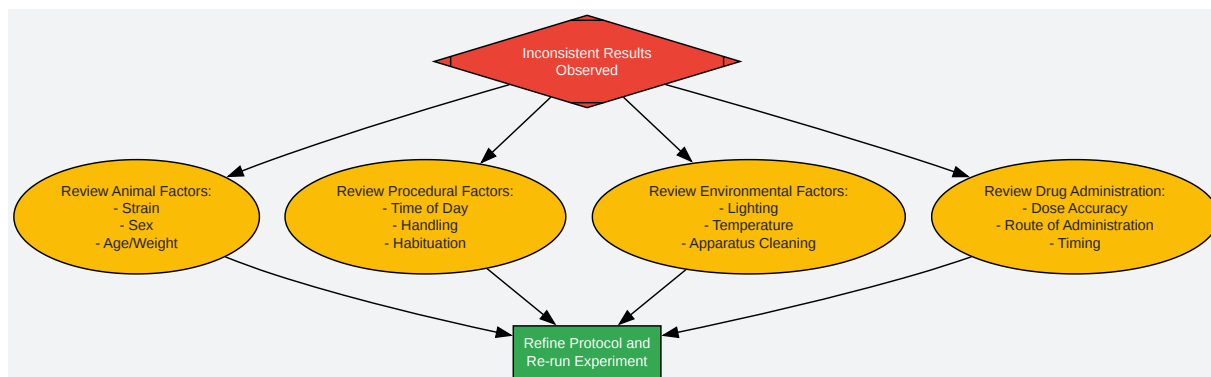 Inconsistent Results
Observed
Review Animal Factors:
- Strain
- Sex
- Age/Weight
Review Procedural Factors:
- Time of Day
- Handling
- Habituation
Review Environmental Factors:
- Lighting
- Temperature
- Apparatus Cleaning
Review Drug Administration:
- Dose Accuracy
- Route of Administration
- Timing
Refine Protocol and
Re-run Experiment